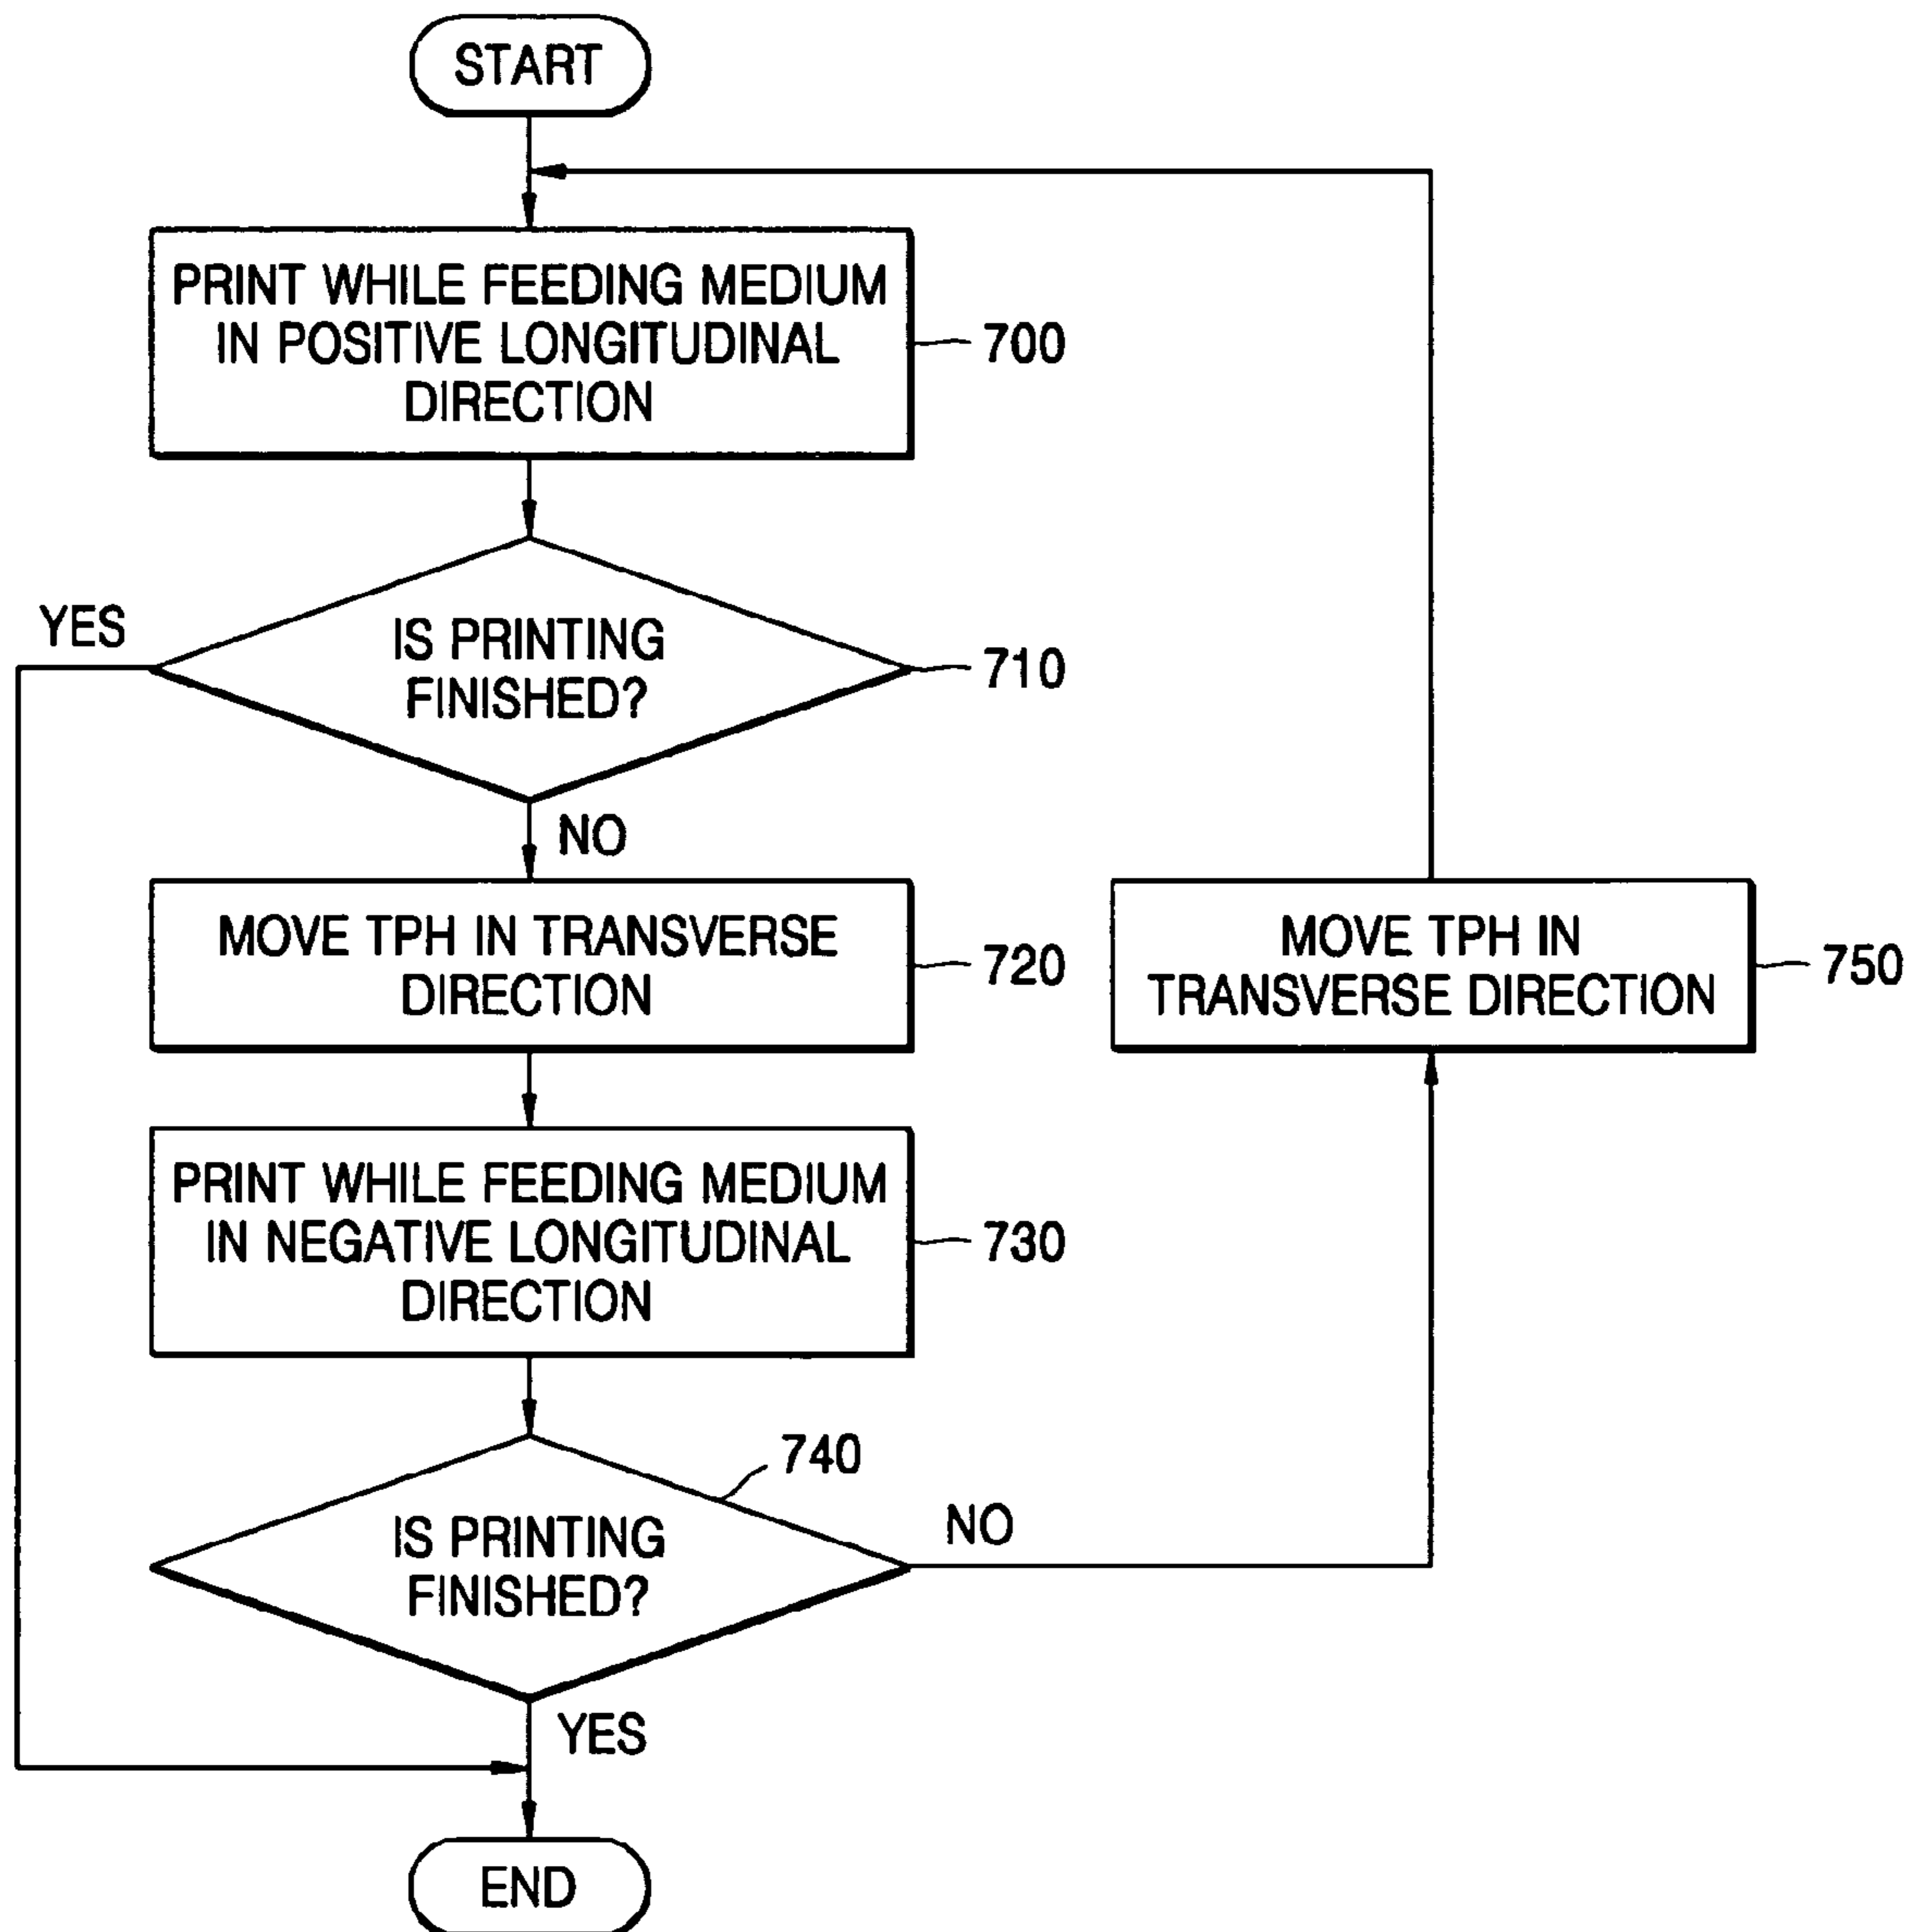 START
PRINT WHILE FEEDING MEDIUM
IN POSITIVE LONGITUDINAL
DIRECTION
700
YES
IS PRINTING
FINISHED?
710
NO
MOVE TPH IN TRANSVERSE
DIRECTION
720
MOVE TPH IN
TRANSVERSE DIRECTION
750
PRINT WHILE FEEDING MEDIUM
IN NEGATIVE LONGITUDINAL
DIRECTION
730
740
IS PRINTING
FINISHED?
NO
YES
END